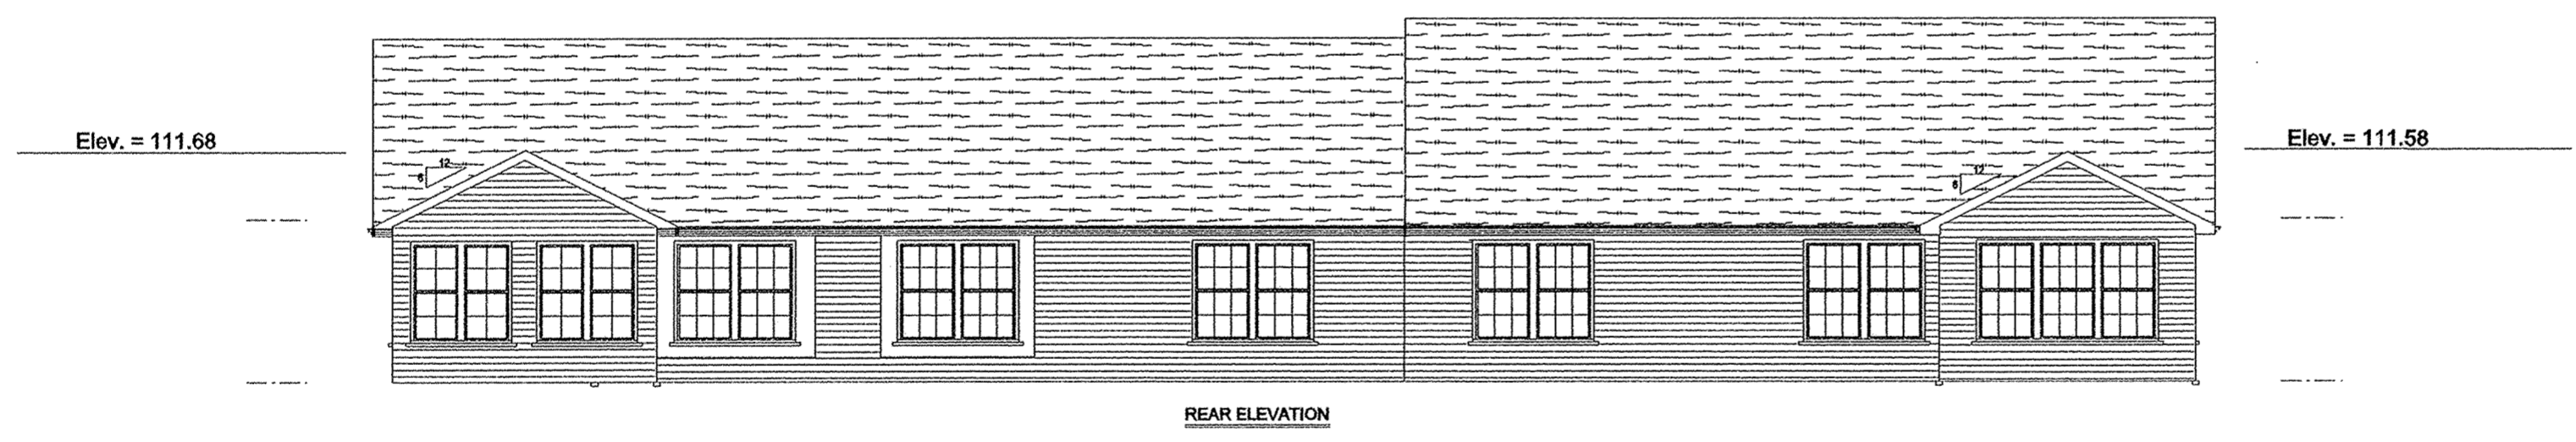 Elev. = 111.68
Elev. = 111.58
12
6
12
6
REAR ELEVATION